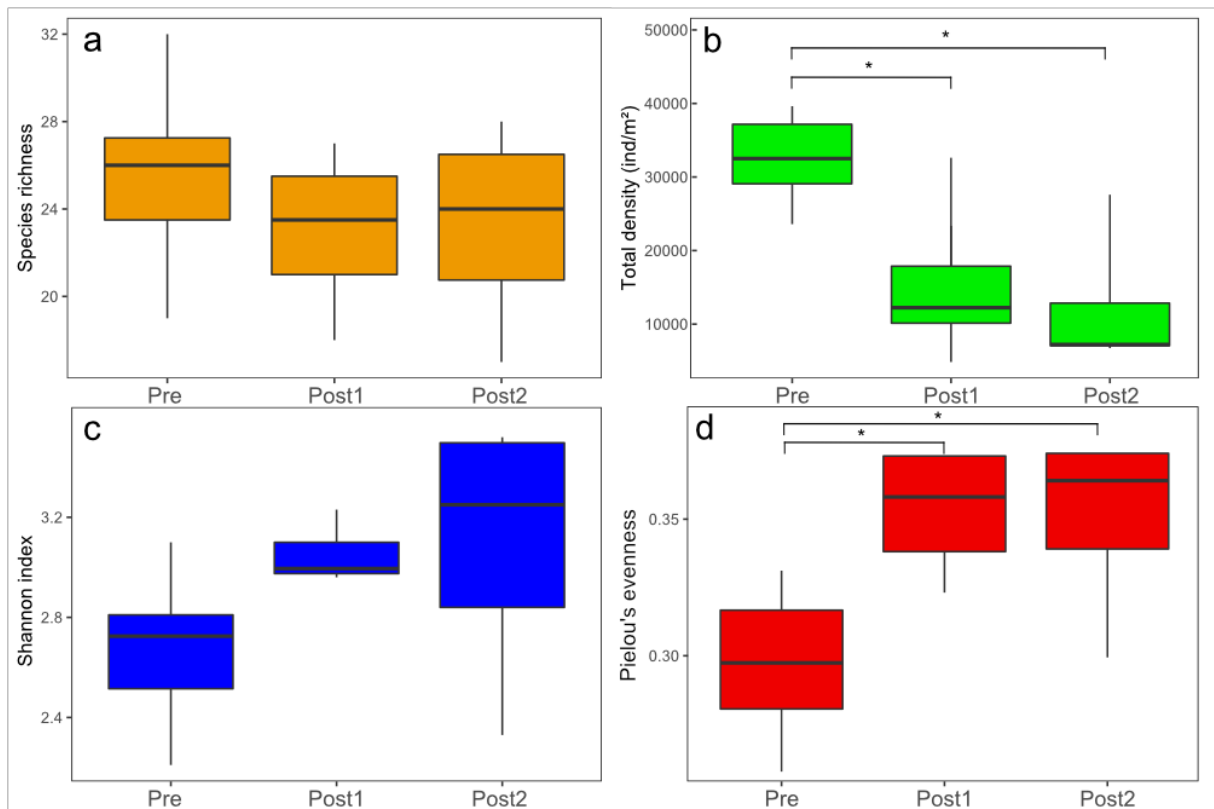 a
Species richness
32
28
24
20
Pre Post1 Post2
b
Total density (ind/m²)
50000
40000
30000
20000
10000
*
*
Pre Post1 Post2
c
Shannon index
3.2
2.8
2.4
Pre Post1 Post2
d
Pielou's evenness
0.35
0.30
*
*
Pre Post1 Post2